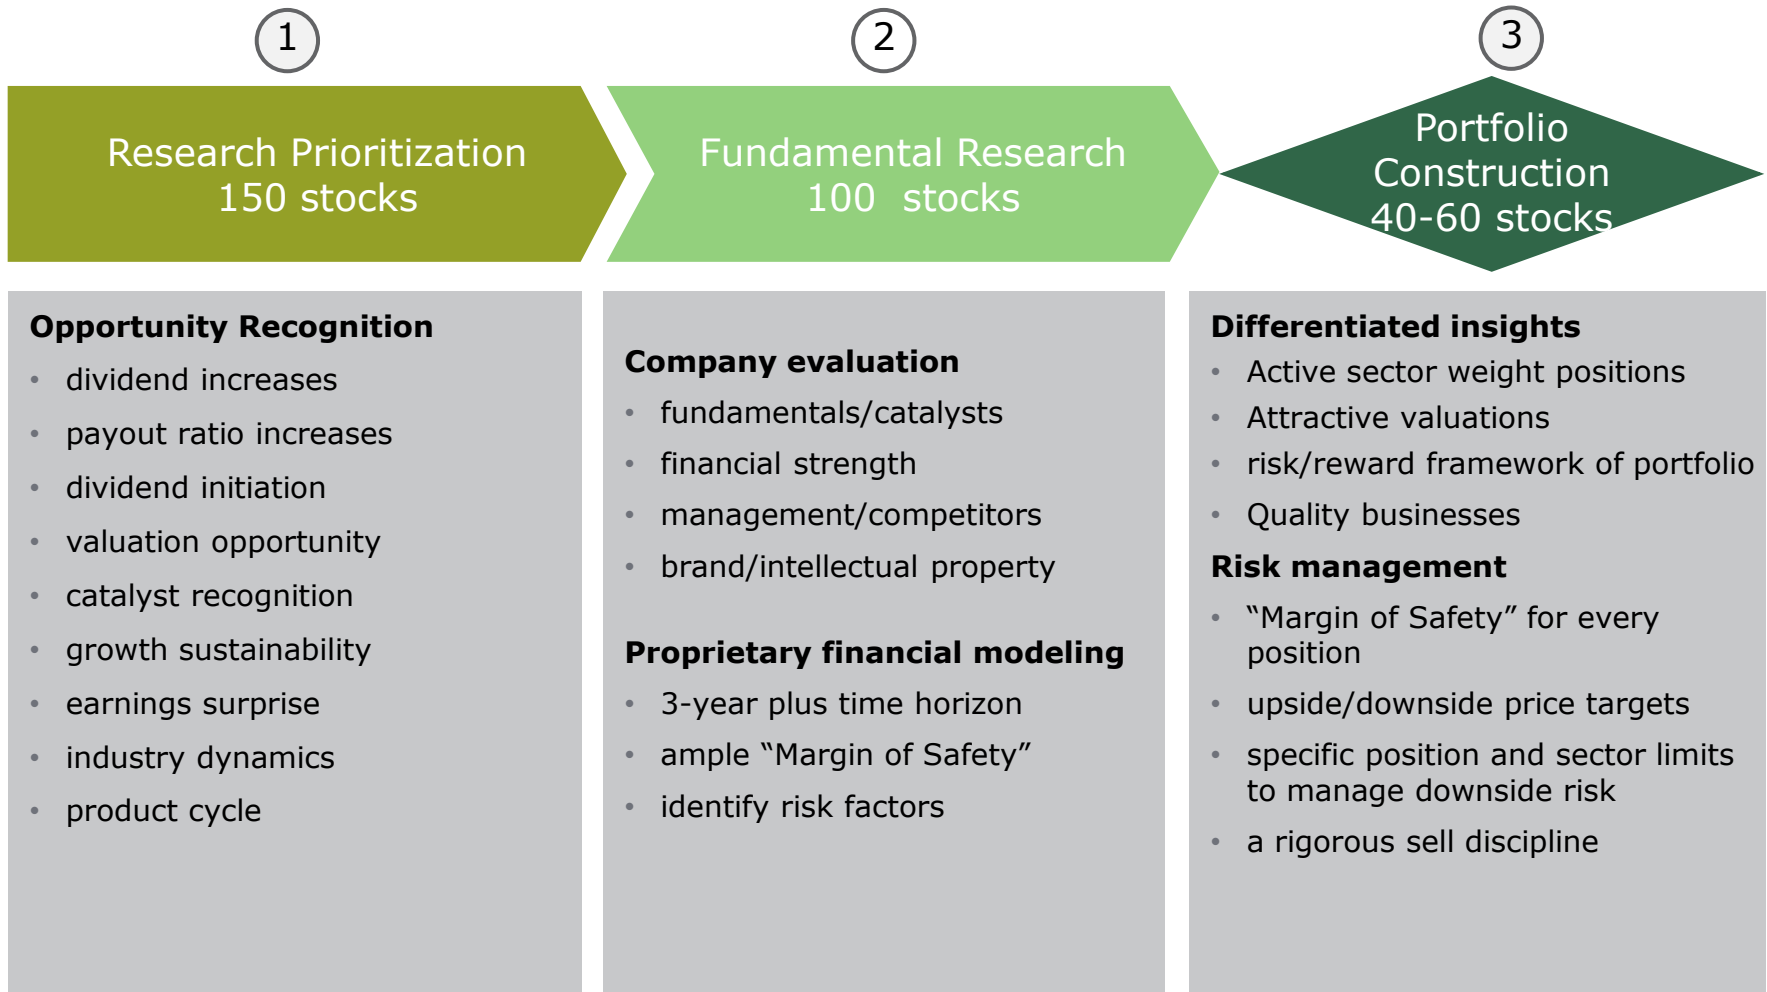 1
Research Prioritization
150 stocks
2
Fundamental Research
100 stocks
3
Portfolio
Construction
40-60 stocks
Opportunity Recognition
• dividend increases
• payout ratio increases
• dividend initiation
• valuation opportunity
• catalyst recognition
• growth sustainability
• earnings surprise
• industry dynamics
• product cycle
Company evaluation
• fundamentals/catalysts
• financial strength
• management/competitors
• brand/intellectual property
Proprietary financial modeling
• 3-year plus time horizon
• ample “Margin of Safety”
• identify risk factors
Differentiated insights
• Active sector weight positions
• Attractive valuations
• risk/reward framework of portfolio
• Quality businesses
Risk management
• “Margin of Safety” for every
position
• upside/downside price targets
• specific position and sector limits
to manage downside risk
• a rigorous sell discipline